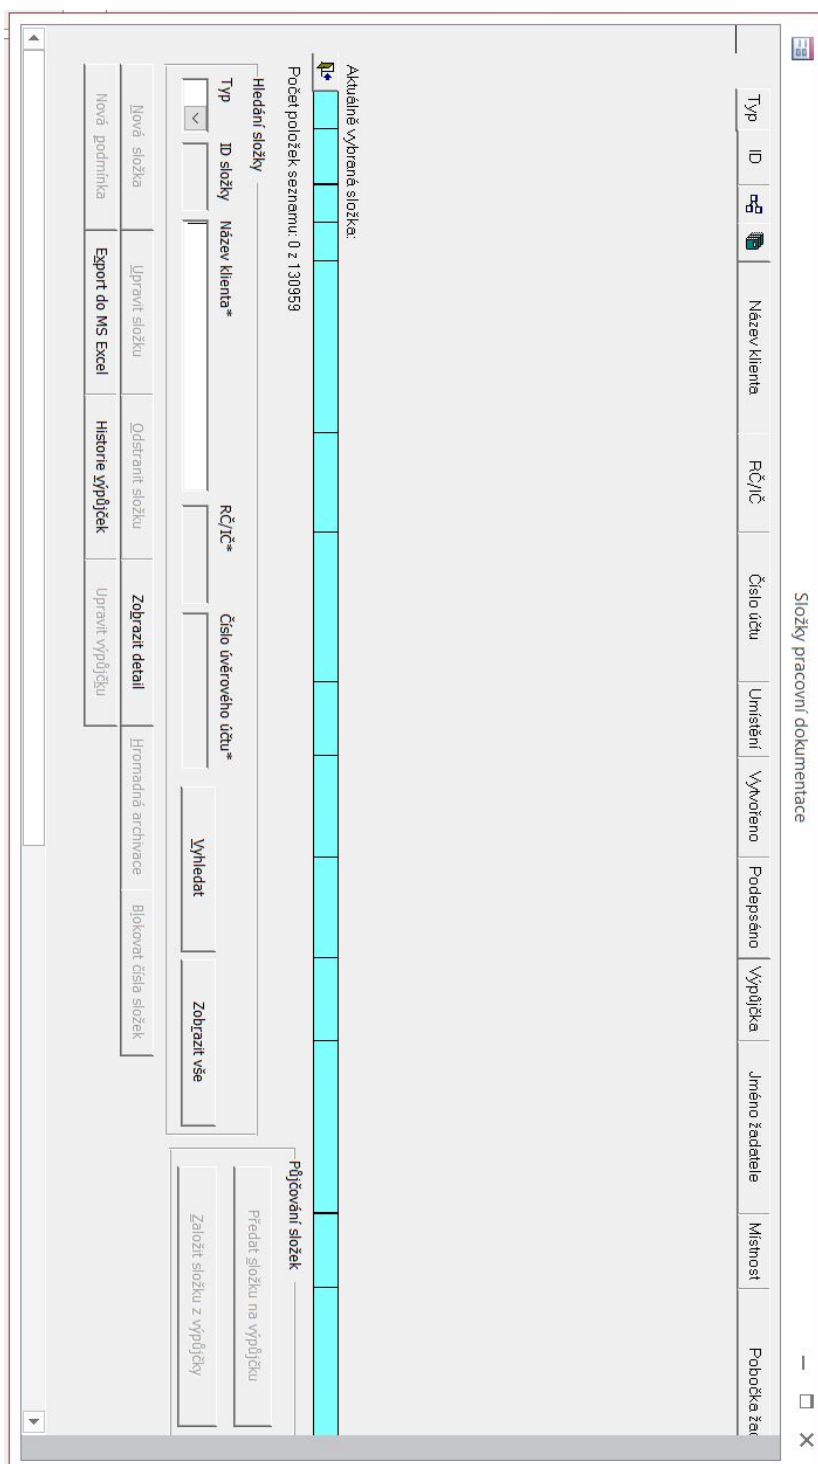 Složky pracovní dokumentace
Typ ID Název klienta RČ/IČ Číslo účtu Umístění Vytvořeno Podepsáno Výpůjčka Jméno žadatele Místnost Pobočka žad
Aktuálně vybraná složka:
Počet položek seznamu: 0 z 130959
Hledání složky
Typ ID složky Název klienta* RČ/IČ* Číslo úvěrového účtu*
Vyhledat Zobrazit vše
Půjčování složek
Předat složku na výpůjčku
Založit složku z výpůjčky
Nová složka Upravit složku Odstranit složku Zobrazit detail Hromadná archivace Blokovat čísla složek
Nová podmínka Export do MS Excel Historie výpůjček Upravit výpůjčku